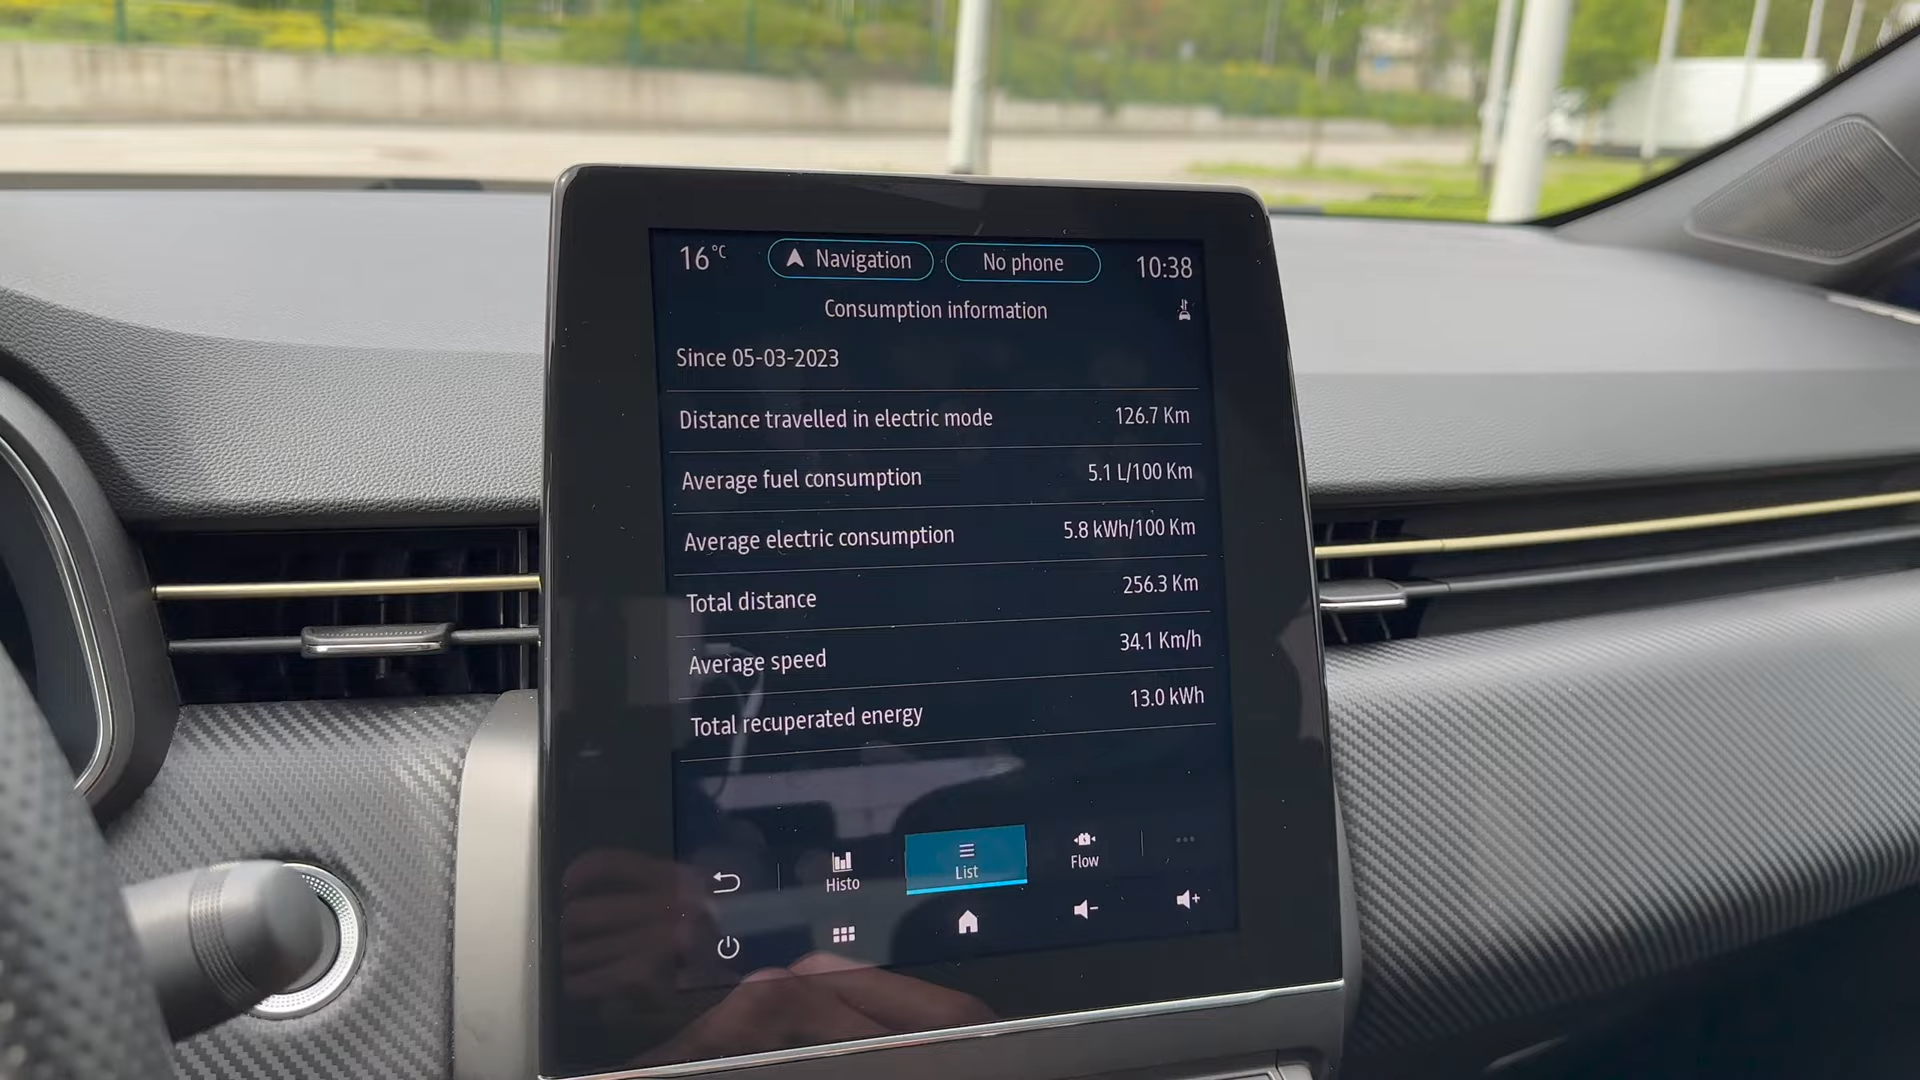 16°C Navigation No phone 10:38
Consumption information
Since 05-03-2023
Distance travelled in electric mode 126.7 Km
Average fuel consumption 5.1 L/100 Km
Average electric consumption 5.8 kWh/100 Km
Total distance 256.3 Km
Average speed 34.1 Km/h
Total recuperated energy 13.0 kWh
Histo List Flow